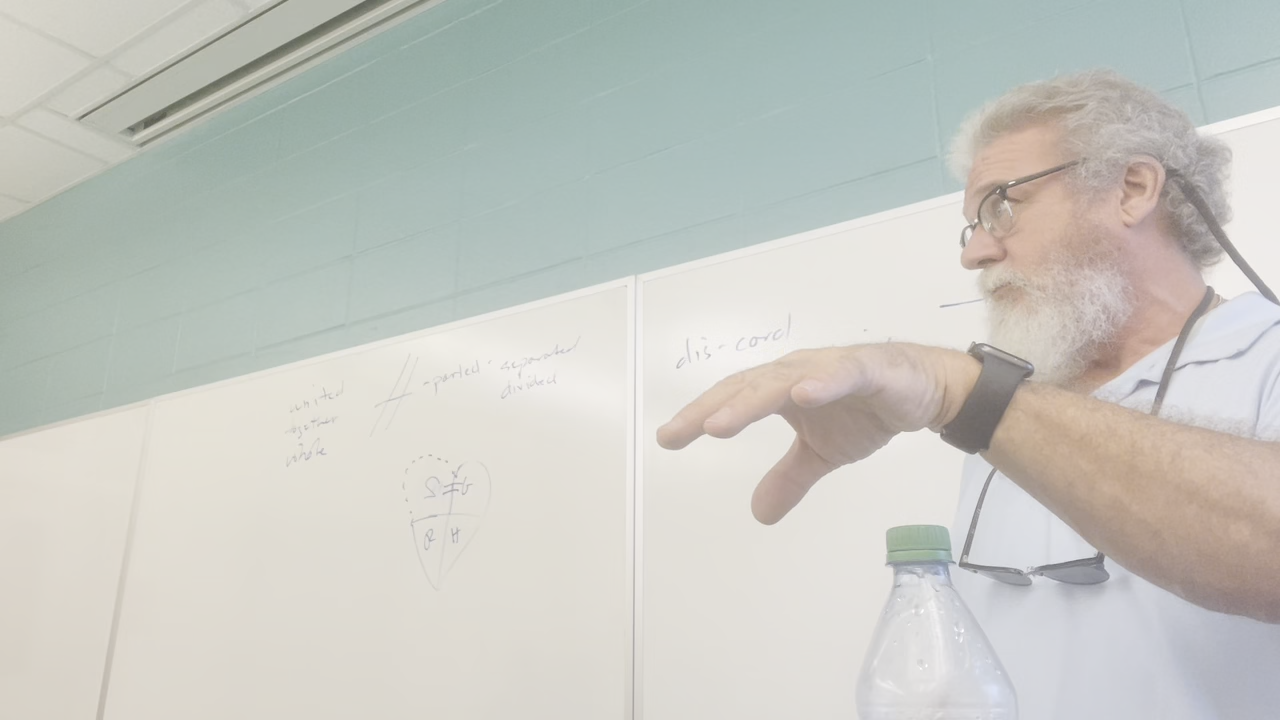 united
together
whole
- parted - separated
divided
dis-cord
S = G
R H